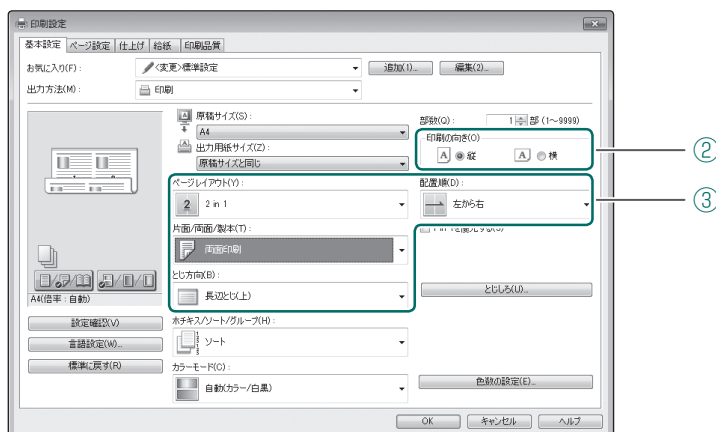 印刷設定
基本設定 ページ設定 仕上げ 給紙 印刷品質
お気に入り(F) : <変更>標準設定 追加(1)... 編集(2)...
出力方法(M) : 印刷
原稿サイズ(S) :
A4
出力用紙サイズ(Z) :
原稿サイズと同じ
部数(Q) : 1 部 (1～9999)
印刷の向き(O)
A 縦 A 横
②
ページレイアウト(Y) :
2 2 in 1
配置順(D) :
左から右
③
片面/両面/製本(T) :
両面印刷
とじ方向(B) :
長辺とじ(上)
とじしろ(U)...
A4(倍率 : 自動)
設定確認(V)
言語設定(W)...
標準に戻す(R)
ホチキス/ソート/グループ(H) :
ソート
カラーモード(C) :
自動(カラー/白黒)
色数の設定(E)...
OK キャンセル ヘルプ